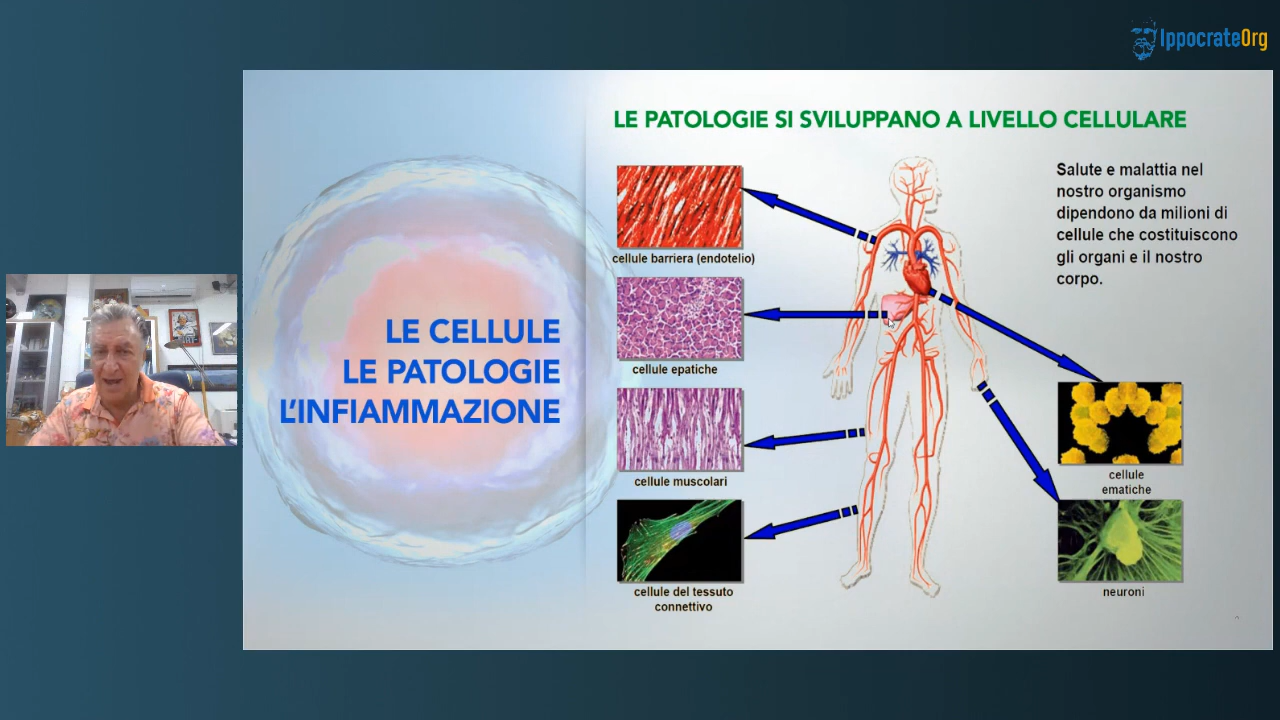 IppocrateOrg
LE PATOLOGIE SI SVILUPPANO A LIVELLO CELLULARE
LE CELLULE
LE PATOLOGIE
L'INFIAMMAZIONE
cellule barriera (endotelio)
cellule epatiche
cellule muscolari
cellule del tessuto
connettivo
Salute e malattia nel
nostro organismo
dipendono da milioni di
cellule che costituiscono
gli organi e il nostro
corpo.
cellule
ematiche
neuroni